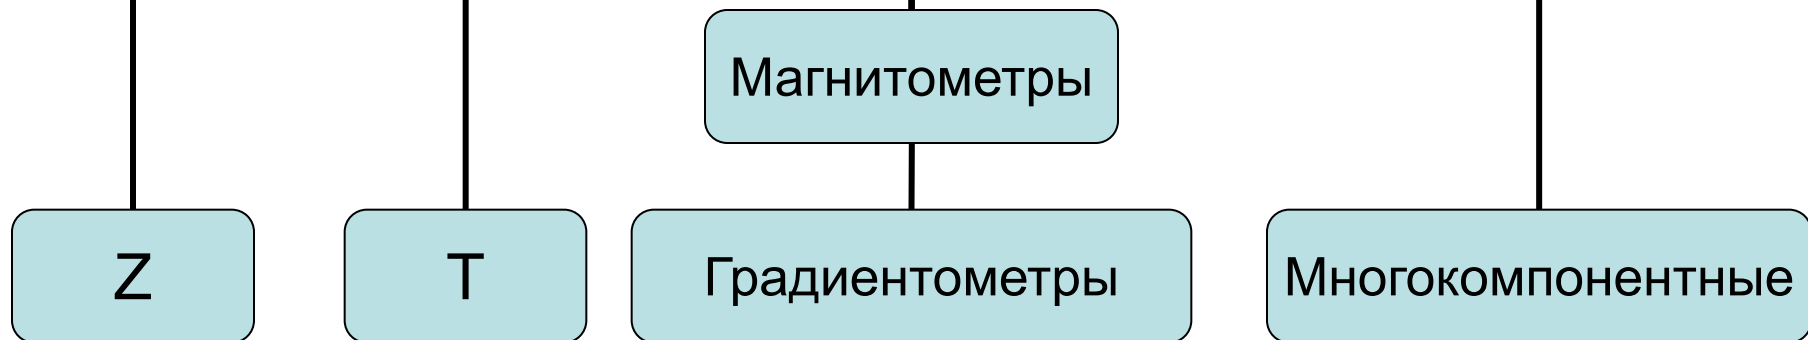 Магнитометры
Z
T
Градиентометры
Многокомпонентные